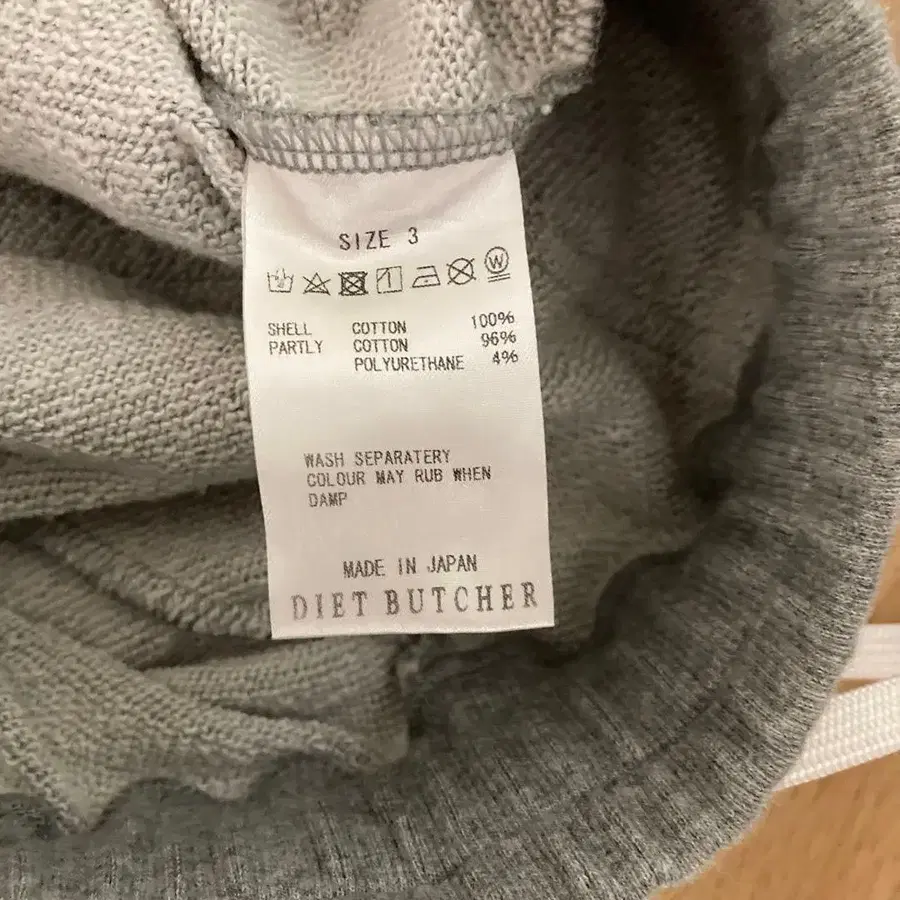 SIZE 3
W
SHELL COTTON 100%
PARTLY COTTON 96%
POLYURETHANE 4%
WASH SEPARATERY
COLOUR MAY RUB WHEN
DAMP
MADE IN JAPAN
DIET BUTCHER